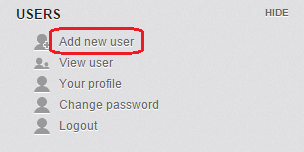 USERS HIDE
Add new user
View user
Your profile
Change password
Logout